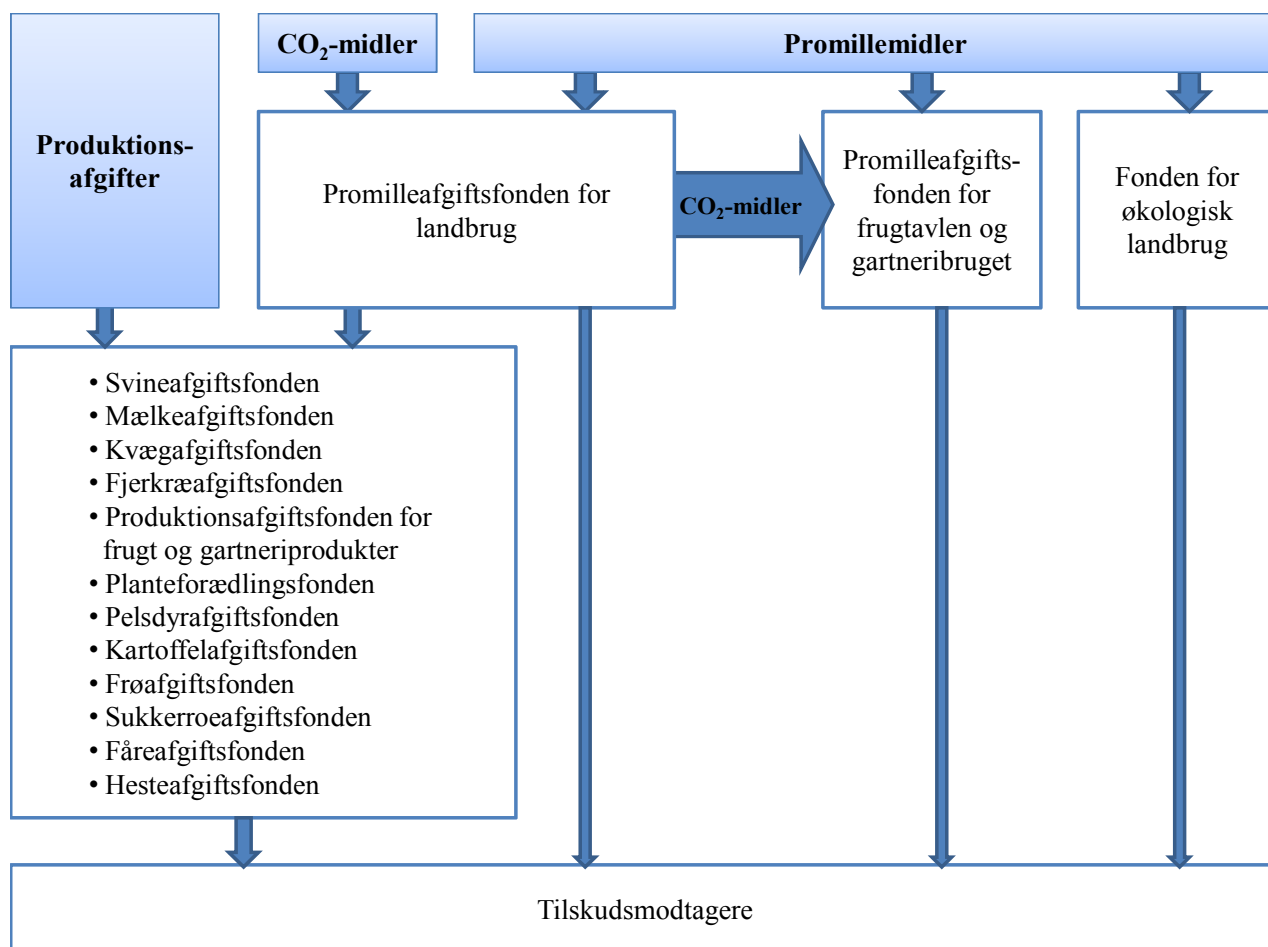 CO₂-midler
Promillemidler
Produktions-
afgifter
Promilleafgiftsfonden for
landbrug
CO₂-midler
Promilleafgifts-
fonden for
frugtavlen og
gartneribruget
Fonden for
økologisk
landbrug
• Svineafgiftsfonden
• Mælkeafgiftsfonden
• Kvægafgiftsfonden
• Fjerkræafgiftsfonden
• Produktionsafgiftsfonden for
frugt og gartneriprodukter
• Planteforædlingsfonden
• Pelsdyrafgiftsfonden
• Kartoffelafgiftsfonden
• Frøafgiftsfonden
• Sukkerroeafgiftsfonden
• Fåreafgiftsfonden
• Hesteafgiftsfonden
Tilskudsmodtagere